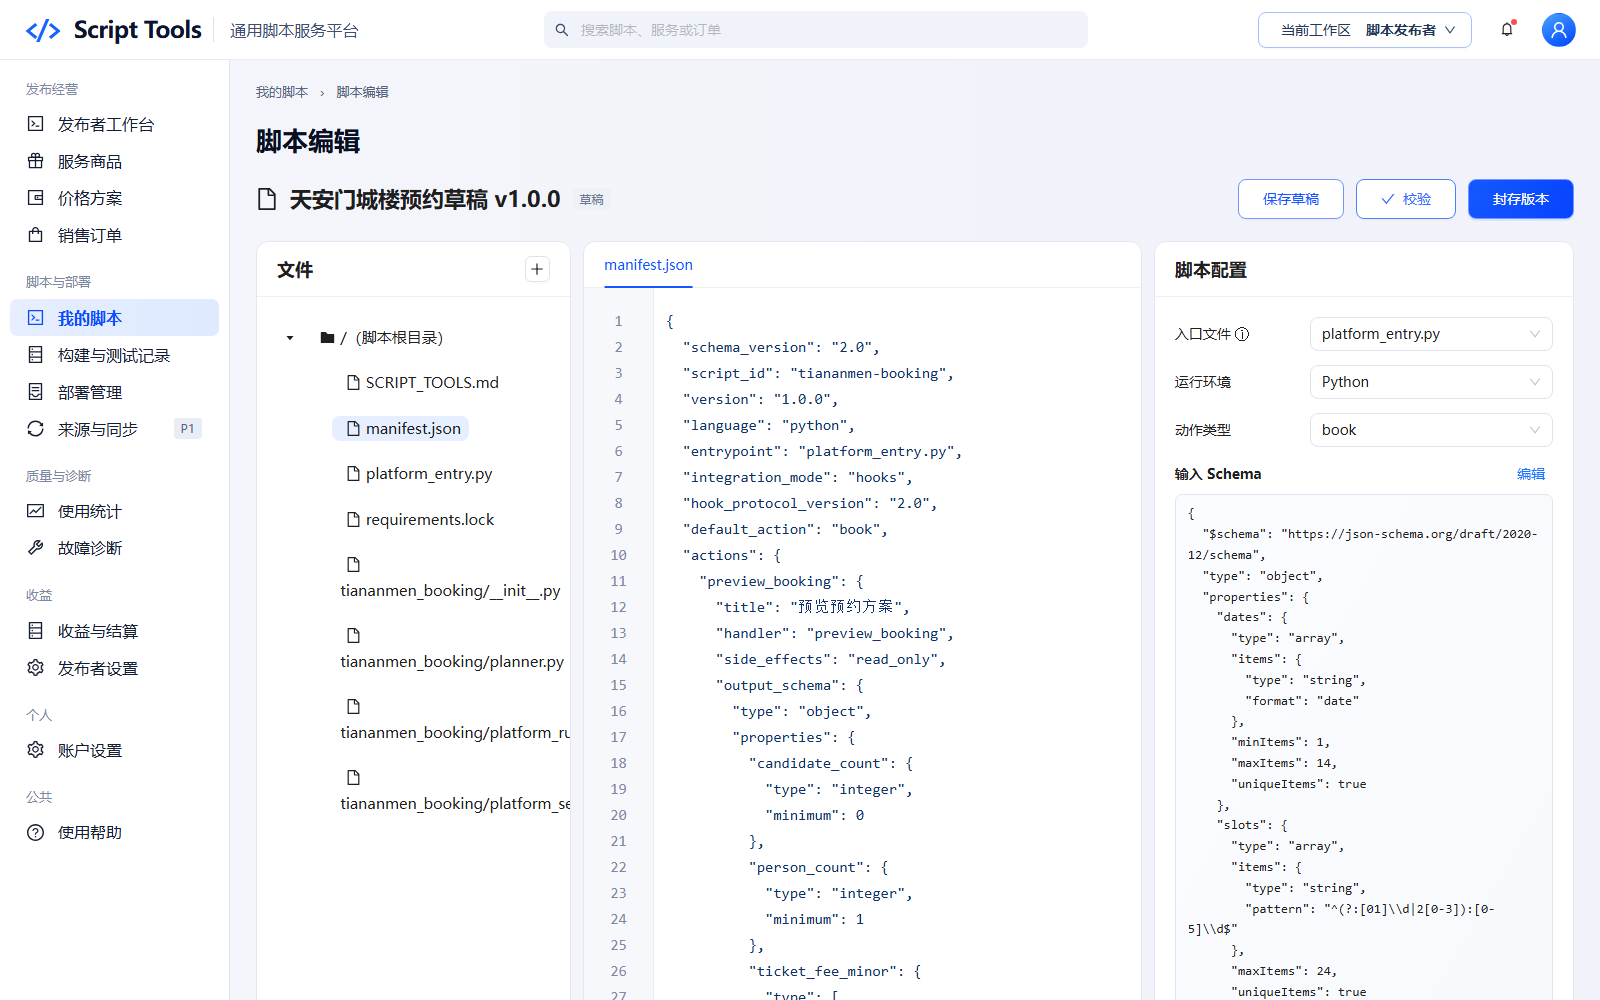 Script Tools
通用脚本服务平台
搜索脚本、服务或订单
当前工作区 脚本发布者
发布经营
发布者工作台
服务商品
价格方案
销售订单
脚本与部署
我的脚本
构建与测试记录
部署管理
来源与同步 P1
质量与诊断
使用统计
故障诊断
收益
收益与结算
发布者设置
个人
账户设置
公共
使用帮助
我的脚本 › 脚本编辑
脚本编辑
天安门城楼预约草稿 v1.0.0 草稿
保存草稿
校验
封存版本
文件
/（脚本根目录）
SCRIPT_TOOLS.md
manifest.json
platform_entry.py
requirements.lock
tiananmen_booking/__init__.py
tiananmen_booking/planner.py
tiananmen_booking/platform_ru
tiananmen_booking/platform_se
manifest.json
1 {
2 "schema_version": "2.0",
3 "script_id": "tiananmen-booking",
4 "version": "1.0.0",
5 "language": "python",
6 "entrypoint": "platform_entry.py",
7 "integration_mode": "hooks",
8 "hook_protocol_version": "2.0",
9 "default_action": "book",
10 "actions": {
11 "preview_booking": {
12 "title": "预览预约方案",
13 "handler": "preview_booking",
14 "side_effects": "read_only",
15 "output_schema": {
16 "type": "object",
17 "properties": {
18 "candidate_count": {
19 "type": "integer",
20 "minimum": 0
21 },
22 "person_count": {
23 "type": "integer",
24 "minimum": 1
25 },
26 "ticket_fee_minor": {
27 "type": [
脚本配置
入口文件 platform_entry.py
运行环境 Python
动作类型 book
输入 Schema 编辑
{
"$schema": "https://json-schema.org/draft/2020-
12/schema",
"type": "object",
"properties": {
"dates": {
"type": "array",
"items": {
"type": "string",
"format": "date"
},
"minItems": 1,
"maxItems": 14,
"uniqueItems": true
},
"slots": {
"type": "array",
"items": {
"type": "string",
"pattern": "^(?:[01]\\d|2[0-3]):[0-
5]\\d$"
},
"maxItems": 24,
"uniqueItems": true